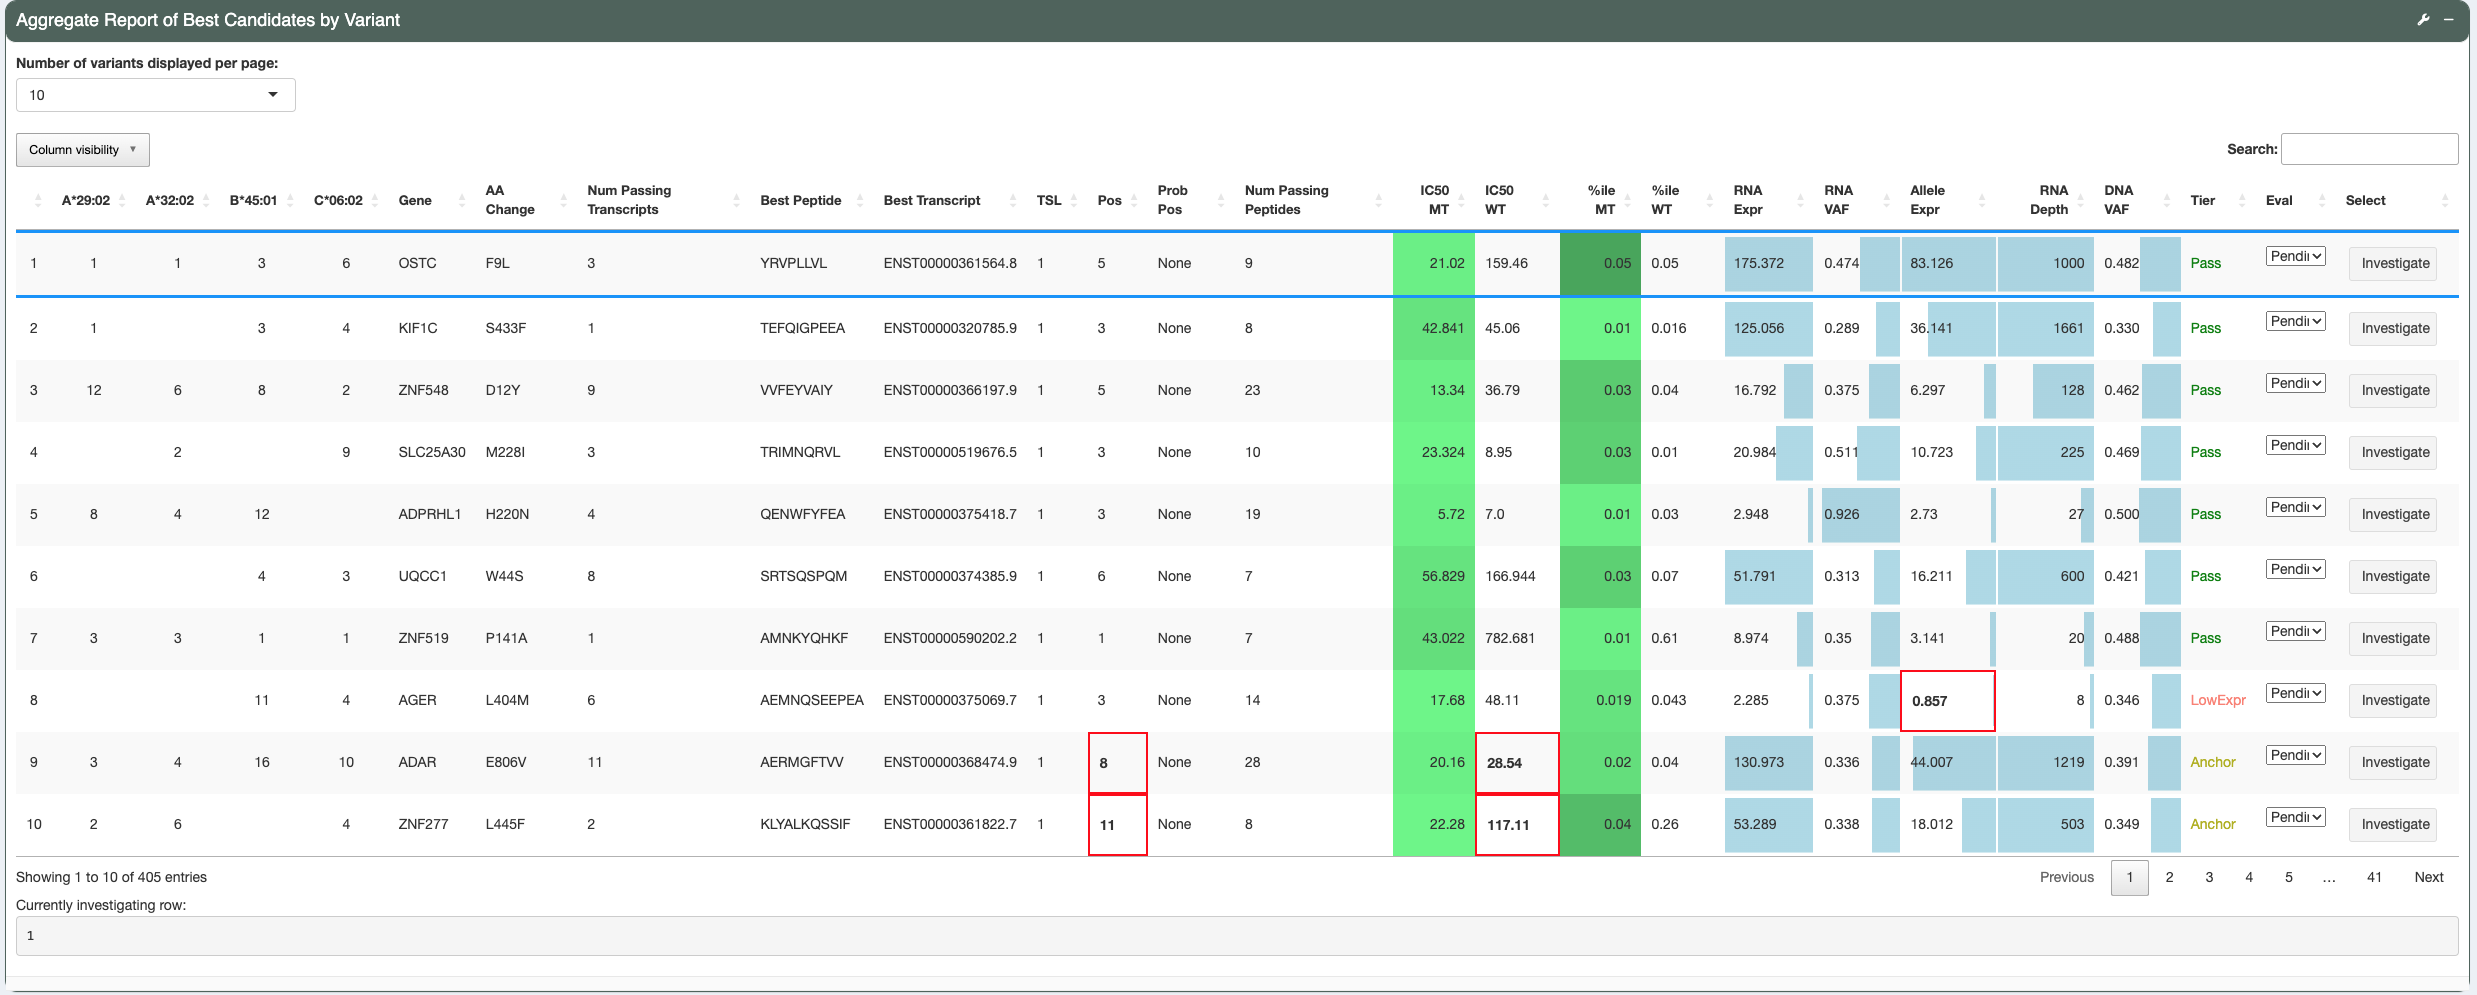 Aggregate Report of Best Candidates by Variant
Number of variants displayed per page:
10
Column visibility
Search:
A*29:02 A*32:02 B*45:01 C*06:02 Gene AA Change Num Passing Transcripts Best Peptide Best Transcript TSL Pos Prob Pos Num Passing Peptides IC50 MT IC50 WT %ile MT %ile WT RNA Expr RNA VAF Allele Expr RNA Depth DNA VAF Tier Eval Select
1 1 1 3 6 OSTC F9L 3 YRVPLLVL ENST00000361564.8 1 5 None 9 21.02 159.46 0.05 0.05 175.372 0.474 83.126 1000 0.482 Pass Pendi Investigate
2 1 3 4 KIF1C S433F 1 TEFQIGPEEA ENST00000320785.9 1 3 None 8 42.841 45.06 0.01 0.016 125.056 0.289 36.141 1661 0.330 Pass Pendi Investigate
3 12 6 8 2 ZNF548 D12Y 9 VVFEYVAIY ENST00000366197.9 1 5 None 23 13.34 36.79 0.03 0.04 16.792 0.375 6.297 128 0.462 Pass Pendi Investigate
4 2 9 SLC25A30 M228I 3 TRIMNQRVL ENST00000519676.5 1 3 None 10 23.324 8.95 0.03 0.01 20.984 0.511 10.723 225 0.469 Pass Pendi Investigate
5 8 4 12 ADPRHL1 H220N 4 QENWFYFEA ENST00000375418.7 1 3 None 19 5.72 7.0 0.01 0.03 2.948 0.926 2.73 27 0.500 Pass Pendi Investigate
6 4 3 UQCC1 W44S 8 SRTSQSPQM ENST00000374385.9 1 6 None 7 56.829 166.944 0.03 0.07 51.791 0.313 16.211 600 0.421 Pass Pendi Investigate
7 3 3 1 1 ZNF519 P141A 1 AMNKYQHKF ENST00000590202.2 1 1 None 7 43.022 782.681 0.01 0.61 8.974 0.35 3.141 20 0.488 Pass Pendi Investigate
8 11 4 AGER L404M 6 AEMNQSEEPEA ENST00000375069.7 1 3 None 14 17.68 48.11 0.019 0.043 2.285 0.375 0.857 8 0.346 LowExpr Pendi Investigate
9 3 4 16 10 ADAR E806V 11 AERMGFTVV ENST00000368474.9 1 8 None 28 20.16 28.54 0.02 0.04 130.973 0.336 44.007 1219 0.391 Anchor Pendi Investigate
10 2 6 4 ZNF277 L445F 2 KLYALKQSSIF ENST00000361822.7 1 11 None 8 22.28 117.11 0.04 0.26 53.289 0.338 18.012 503 0.349 Anchor Pendi Investigate
Showing 1 to 10 of 405 entries
Previous 1 2 3 4 5 … 41 Next
Currently investigating row:
1